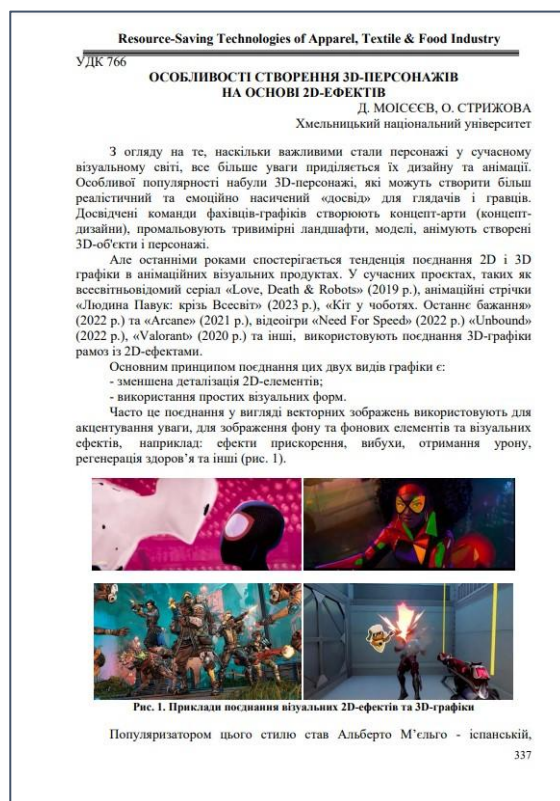 Resource-Saving Technologies of Apparel, Textile & Food Industry
УДК 766
ОСОБЛИВОСТІ СТВОРЕННЯ 3D-ПЕРСОНАЖІВ
НА ОСНОВІ 2D-ЕФЕКТІВ
Д. МОІСЄЄВ, О. СТРИЖОВА
Хмельницький національний університет
З огляду на те, наскільки важливими стали персонажі у сучасному
візуальному світі, все більше уваги приділяється їх дизайну та анімації.
Особливої популярності набули 3D-персонажі, які можуть створити більш
реалістичний та емоційно насичений «досвід» для глядачів і гравців.
Досвідчені команди фахівців-графіків створюють концепт-арти (концепт-
дизайни), промальовують тривимірні ландшафти, моделі, анімують створені
3D-об'єкти і персонажі.
Але останніми роками спостерігається тенденція поєднання 2D і 3D
графіки в анімаційних візуальних продуктах. У сучасних проєктах, таких як
всесвітньовідомий серіал «Love, Death & Robots» (2019 р.), анімаційні стрічки
«Людина Павук: крізь Всесвіт» (2023 р.), «Кіт у чоботях. Останнє бажання»
(2022 р.) та «Arcane» (2021 р.), відеоігри «Need For Speed» (2022 р.) «Unbound»
(2022 р.), «Valorant» (2020 р.) та інші, використовують поєднання 3D-графіки
рамоз із 2D-ефектами.
Основним принципом поєднання цих двух видів графіки є:
- зменшена деталізація 2D-елементів;
- використання простих візуальних форм.
Часто це поєднання у вигляді векторних зображень використовують для
акцентування уваги, для зображення фону та фонових елементів та візуальних
ефектів, наприклад: ефекти прискорення, вибухи, отримання урону,
регенерація здоров’я та інші (рис. 1).
Рис. 1. Приклади поєднання візуальних 2D-ефектів та 3D-графіки
Популяризатором цього стилю став Альберто М’єльго - іспанській,
337